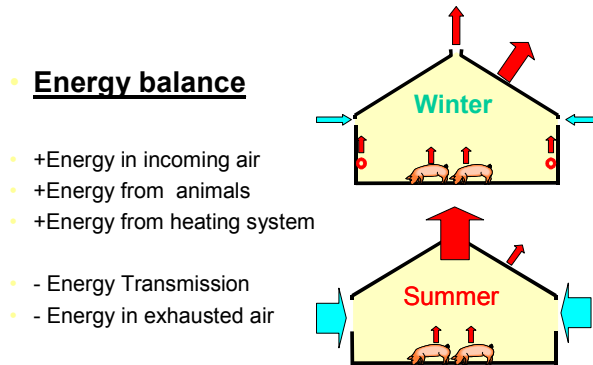 Energy balance
+Energy in incoming air
+Energy from animals
+Energy from heating system
- Energy Transmission
- Energy in exhausted air
Winter
Summer